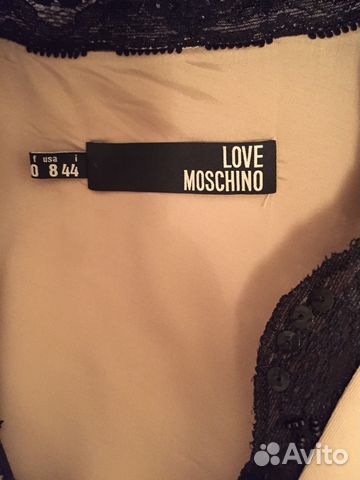 f usa i
0 8 44
LOVE
MOSCHINO
Avito